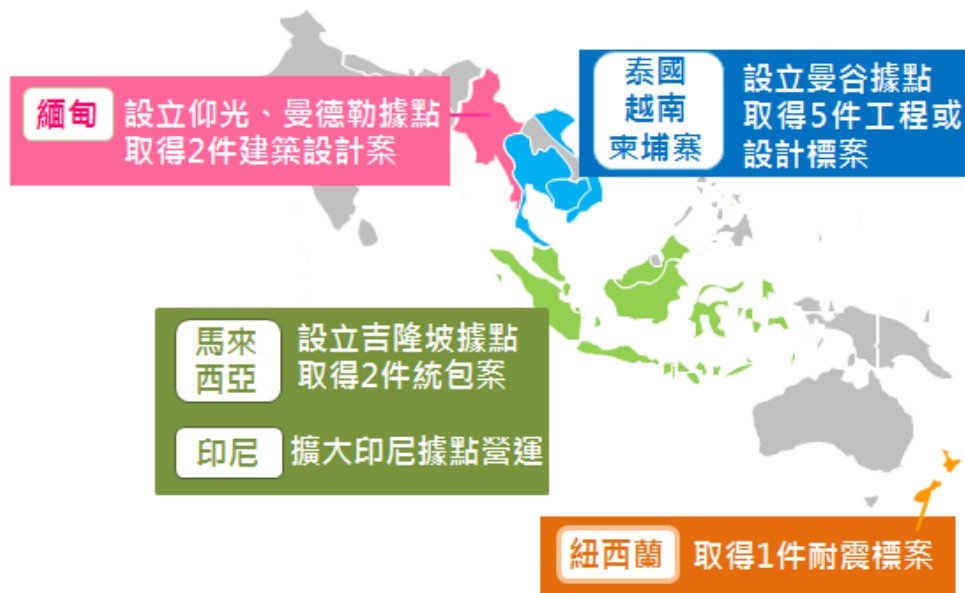 緬甸
設立仰光、曼德勒據點
取得2件建築設計案
泰國
越南
柬埔寨
設立曼谷據點
取得5件工程或
設計標案
馬來
西亞
設立吉隆坡據點
取得2件統包案
印尼
擴大印尼據點營運
紐西蘭
取得1件耐震標案